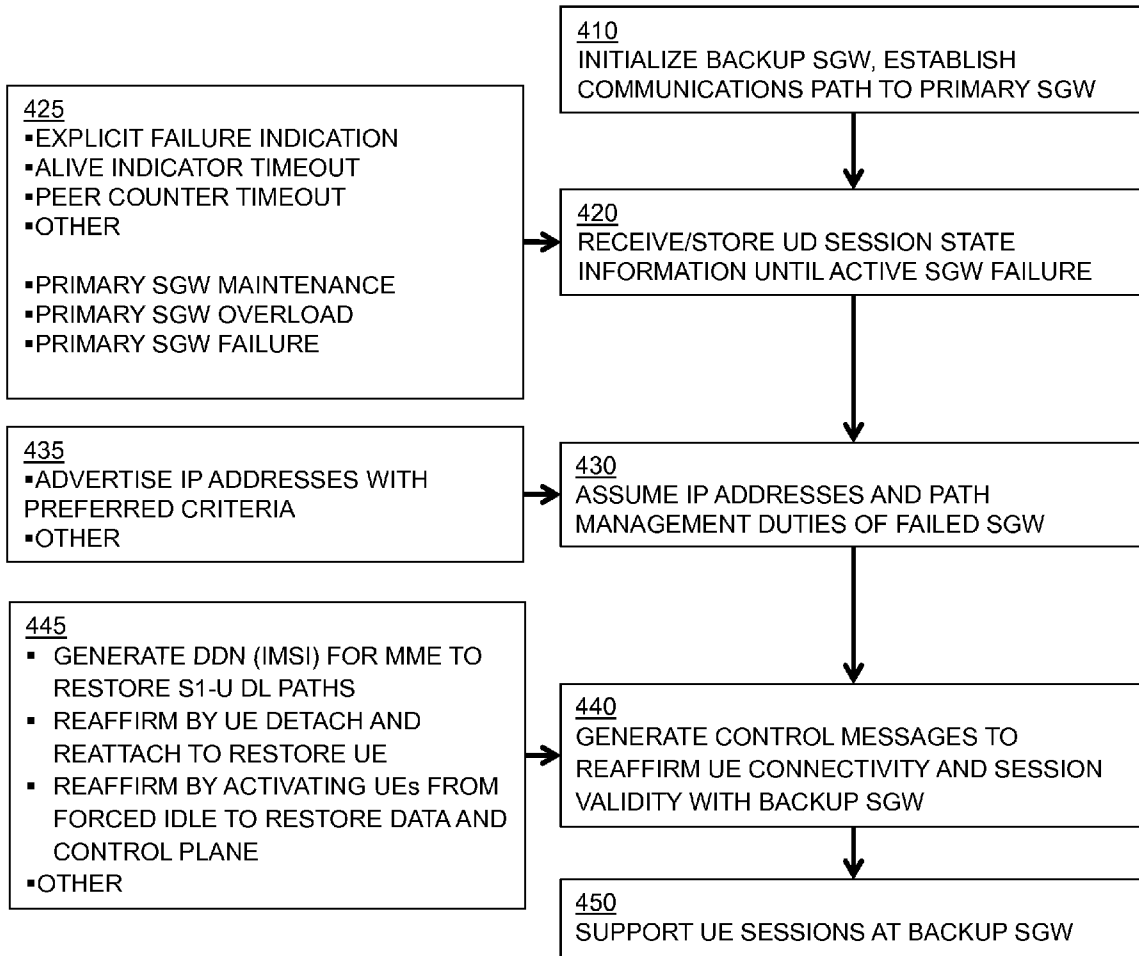 410
INITIALIZE BACKUP SGW, ESTABLISH
COMMUNICATIONS PATH TO PRIMARY SGW
425
▪EXPLICIT FAILURE INDICATION
▪ALIVE INDICATOR TIMEOUT
▪PEER COUNTER TIMEOUT
▪OTHER
▪PRIMARY SGW MAINTENANCE
▪PRIMARY SGW OVERLOAD
▪PRIMARY SGW FAILURE
420
RECEIVE/STORE UD SESSION STATE
INFORMATION UNTIL ACTIVE SGW FAILURE
435
▪ADVERTISE IP ADDRESSES WITH
PREFERRED CRITERIA
▪OTHER
430
ASSUME IP ADDRESSES AND PATH
MANAGEMENT DUTIES OF FAILED SGW
445
▪ GENERATE DDN (IMSI) FOR MME TO
RESTORE S1-U DL PATHS
▪ REAFFIRM BY UE DETACH AND
REATTACH TO RESTORE UE
▪ REAFFIRM BY ACTIVATING UEs FROM
FORCED IDLE TO RESTORE DATA AND
CONTROL PLANE
▪OTHER
440
GENERATE CONTROL MESSAGES TO
REAFFIRM UE CONNECTIVITY AND SESSION
VALIDITY WITH BACKUP SGW
450
SUPPORT UE SESSIONS AT BACKUP SGW